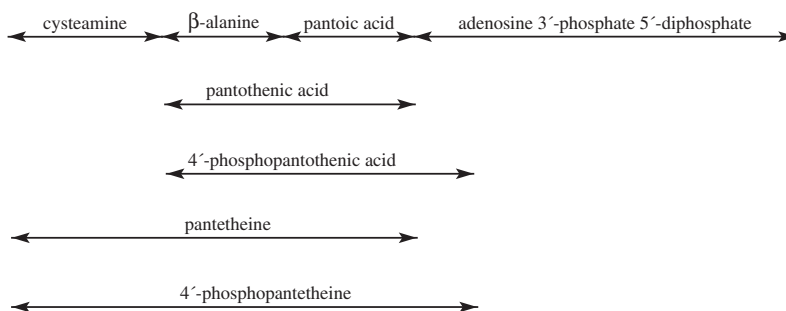 cysteamine β-alanine pantoic acid adenosine 3´-phosphate 5´-diphosphate
pantothenic acid
4´-phosphopantothenic acid
pantetheine
4´-phosphopantetheine